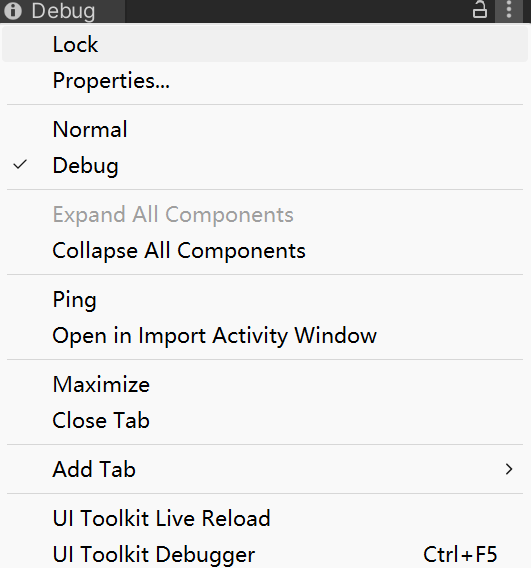 Debug
Lock
Properties...
Normal
Debug
Expand All Components
Collapse All Components
Ping
Open in Import Activity Window
Maximize
Close Tab
Add Tab
UI Toolkit Live Reload
UI Toolkit Debugger Ctrl+F5